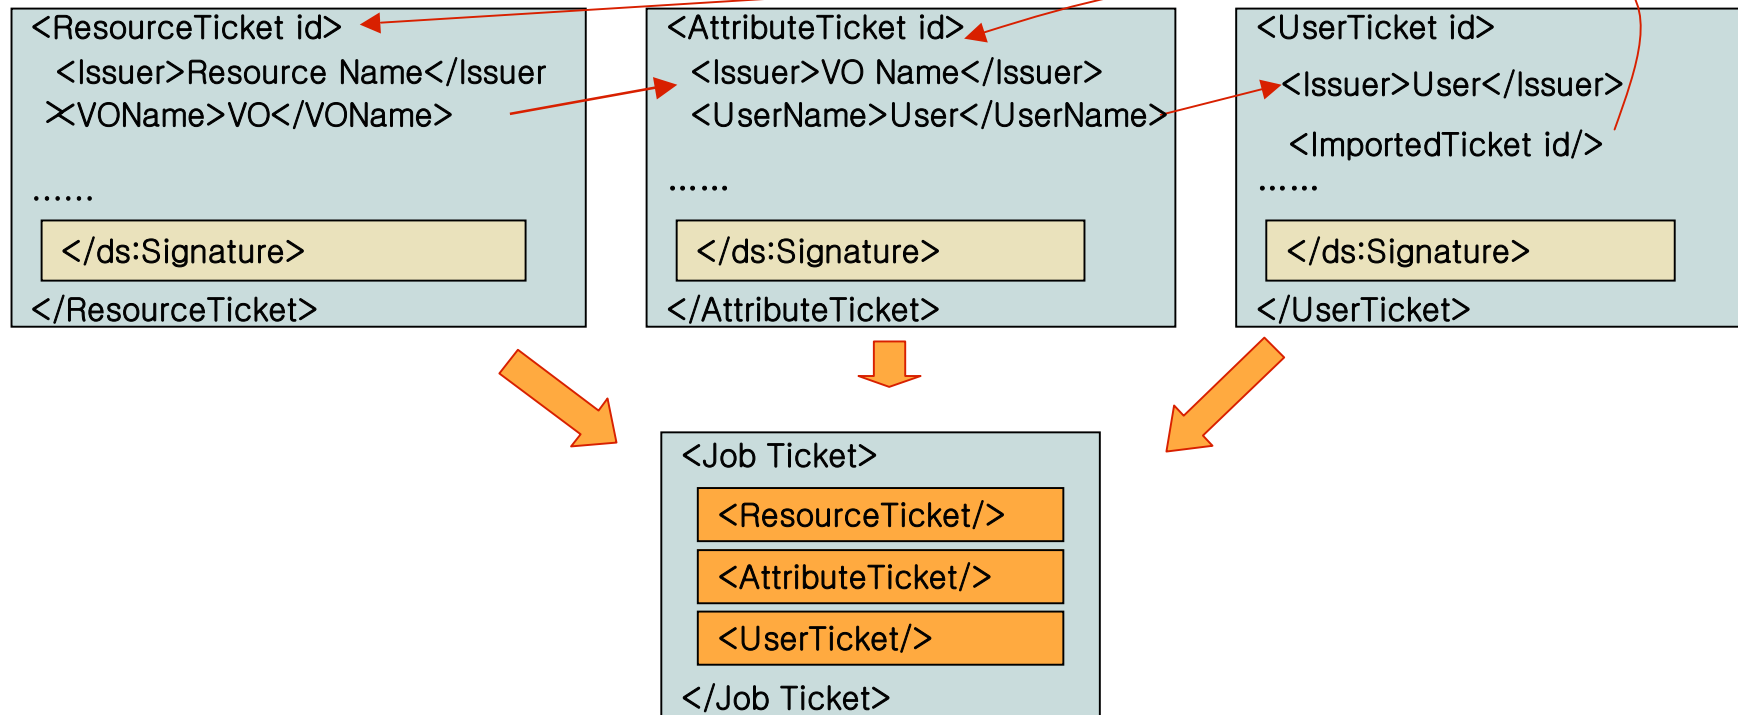 <ResourceTicket id>
<Issuer>Resource Name</Issuer
><VOName>VO</VOName>
......
</ds:Signature>
</ResourceTicket>
<AttributeTicket id>
<Issuer>VO Name</Issuer>
<UserName>User</UserName>
......
</ds:Signature>
</AttributeTicket>
<UserTicket id>
<Issuer>User</Issuer>
<ImportedTicket id/>
......
</ds:Signature>
</UserTicket>
<Job Ticket>
<ResourceTicket/>
<AttributeTicket/>
<UserTicket/>
</Job Ticket>